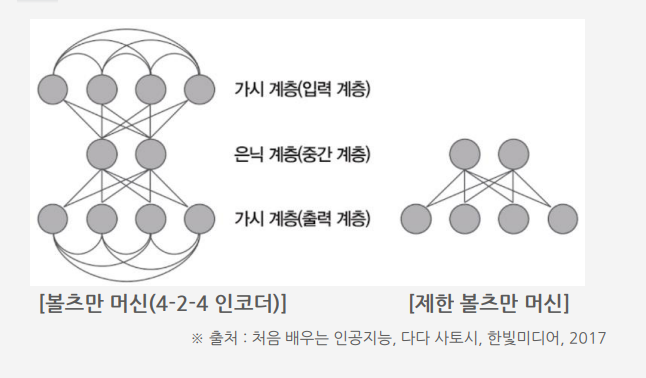 가시 계층(입력 계층)
은닉 계층(중간 계층)
가시 계층(출력 계층)
[볼츠만 머신(4-2-4 인코더)] [제한 볼츠만 머신]
※ 출처 : 처음 배우는 인공지능, 다다 사토시, 한빛미디어, 2017